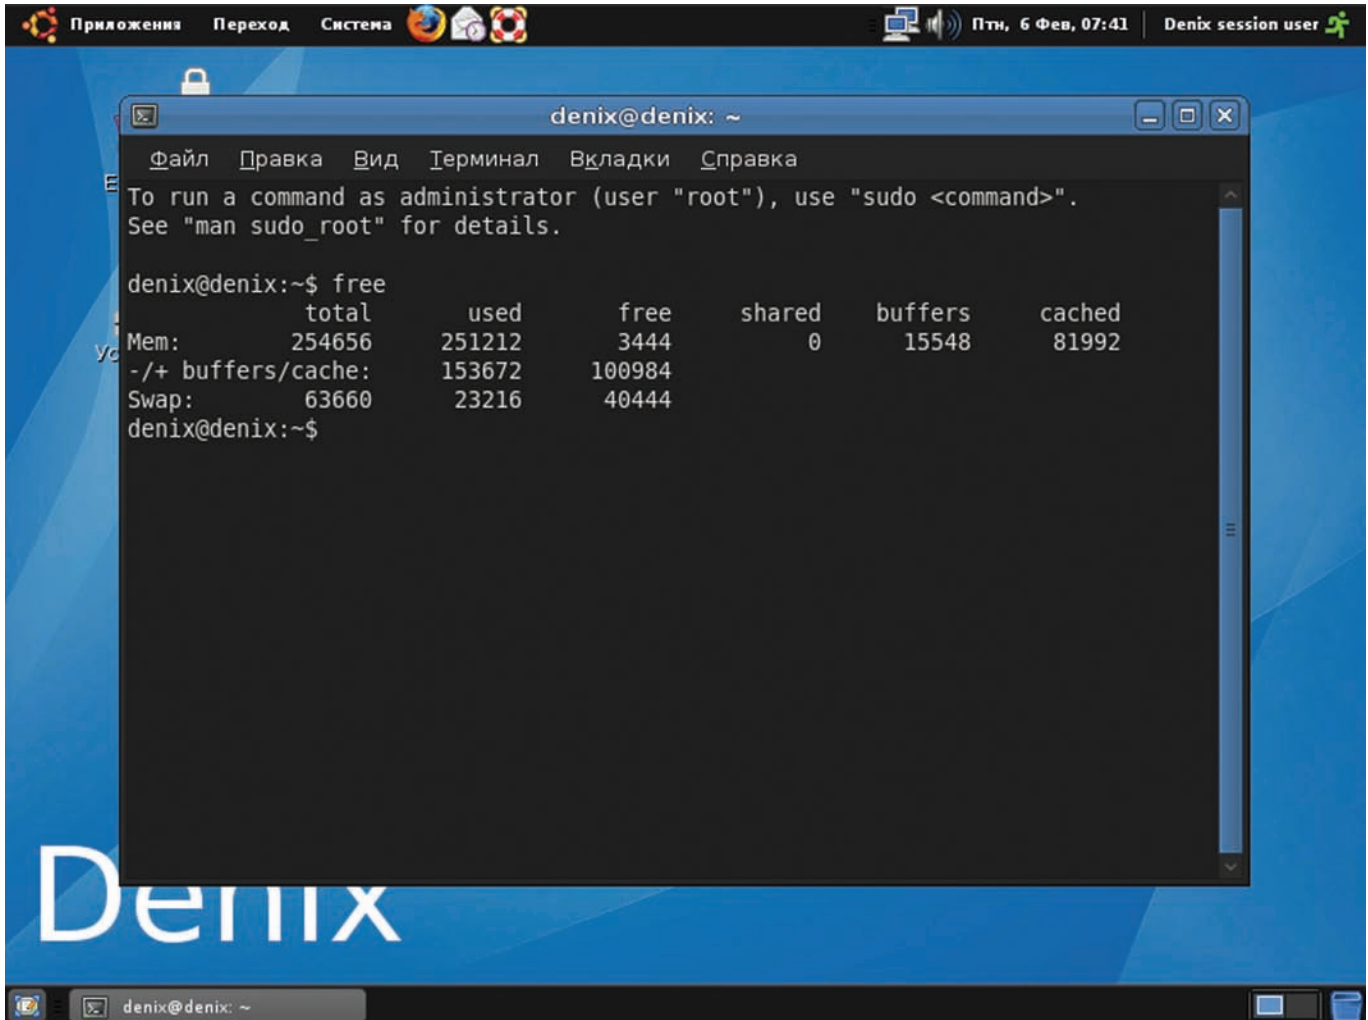 Приложения Переход Система Птн, 6 Фев, 07:41 Denix session user
denix@denix: ~
Файл Правка Вид Терминал Вкладки Справка
To run a command as administrator (user "root"), use "sudo <command>".
See "man sudo_root" for details.
denix@denix:~$ free
total used free shared buffers cached
Mem: 254656 251212 3444 0 15548 81992
-/+ buffers/cache: 153672 100984
Swap: 63660 23216 40444
denix@denix:~$
Denix
denix@denix: ~